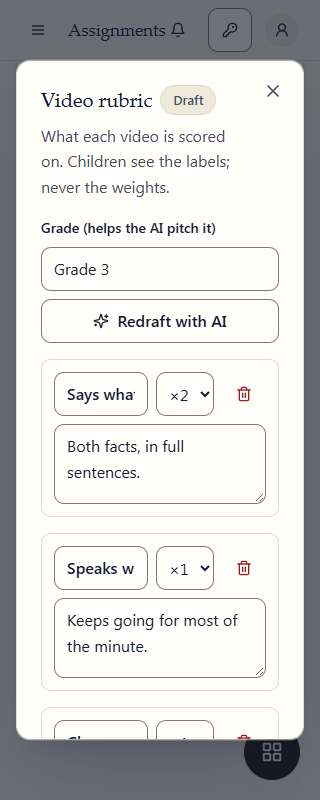 Assignments
Video rubric
Draft
What each video is scored
on. Children see the labels;
never the weights.
Grade (helps the AI pitch it)
Grade 3
Redraft with AI
Says what
×2
Both facts, in full
sentences.
Speaks w
×1
Keeps going for most of
the minute.